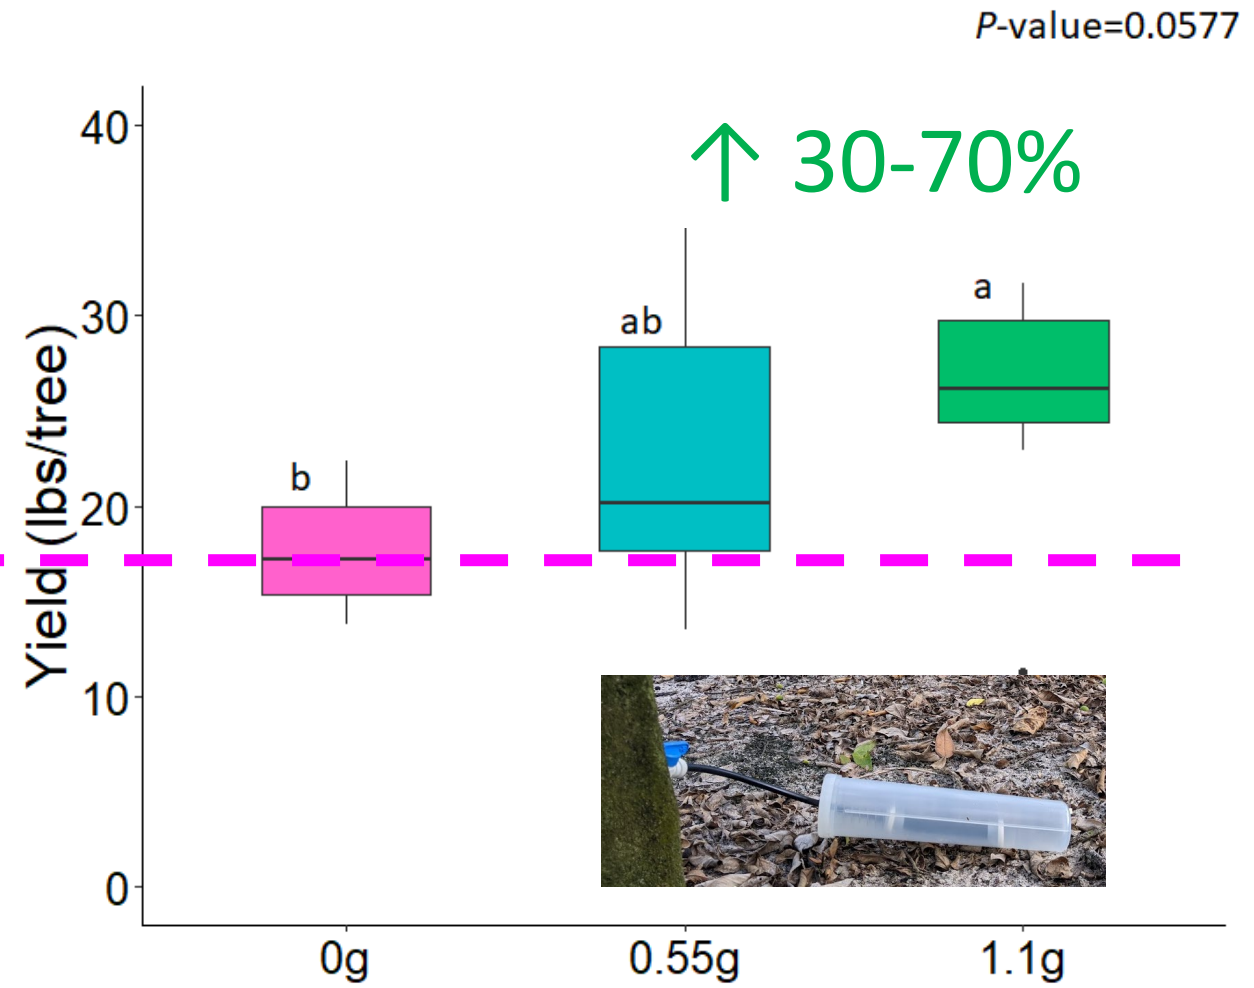 P-value=0.0577
↑ 30-70%
Yield (lbs/tree)
40
30
20
10
0
b
ab
a
0g
0.55g
1.1g